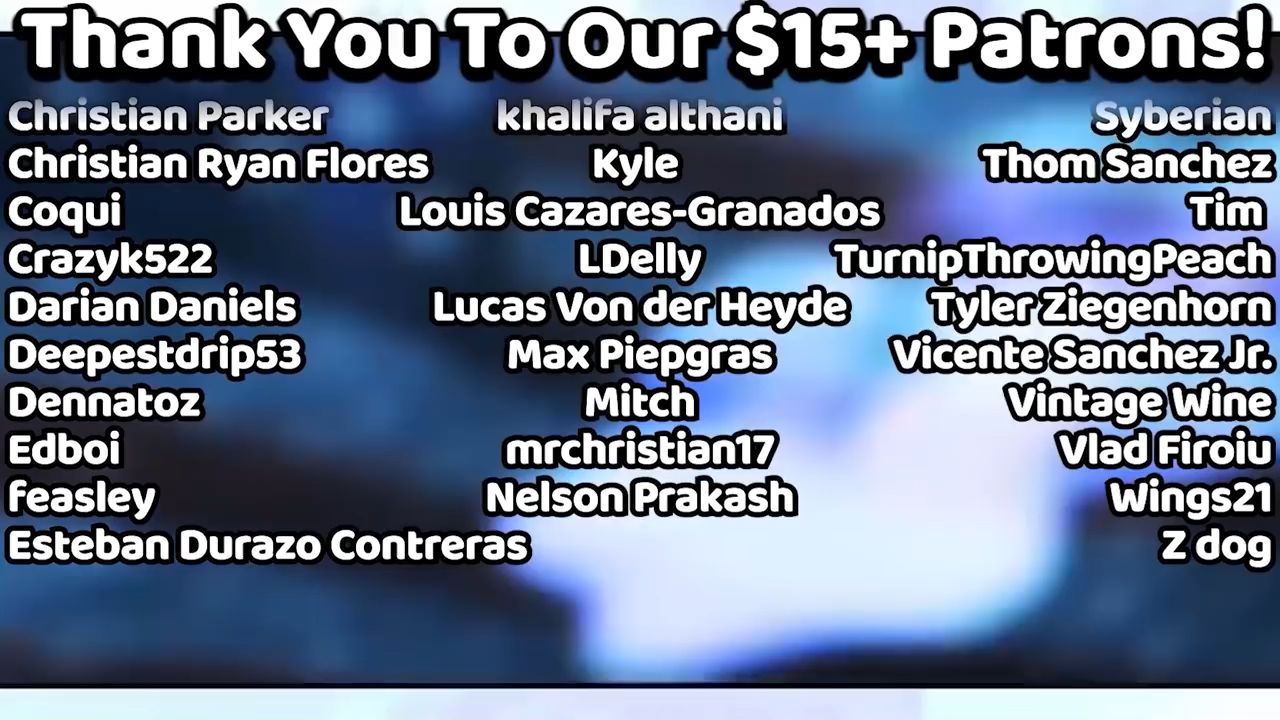 Thank You To Our $15+ Patrons!
Christian Parker
Christian Ryan Flores
Coqui
Crazyk522
Darian Daniels
Deepestdrip53
Dennatoz
Edboi
feasley
Esteban Durazo Contreras
khalifa althani
Kyle
Louis Cazares-Granados
LDelly
Lucas Von der Heyde
Max Piepgras
Mitch
mrchristian17
Nelson Prakash
Syberian
Thom Sanchez
Tim
TurnipThrowingPeach
Tyler Ziegenhorn
Vicente Sanchez Jr.
Vintage Wine
Vlad Firoiu
Wings21
Z dog